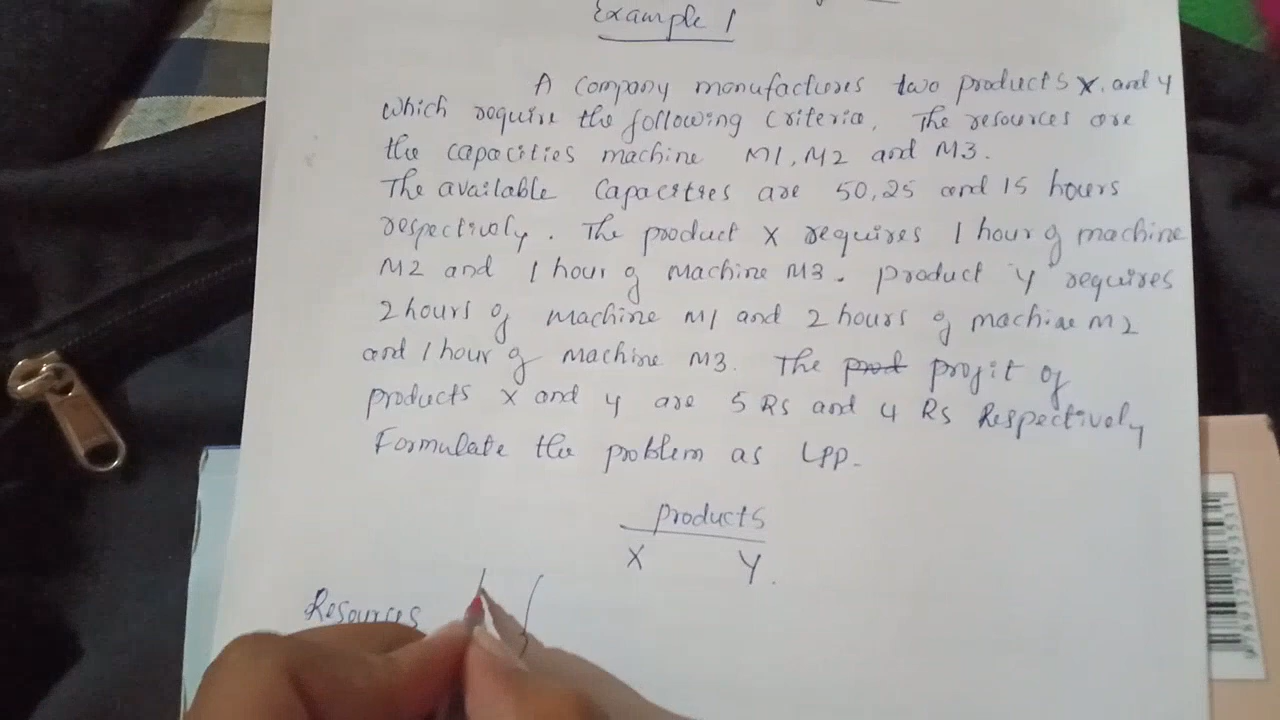 Example 1
A company manufactures two products X, and Y
which require the following criteria. The resources are
the capacities machine M1, M2 and M3.
The available capacities are 50, 25 and 15 hours
respectively. The product X requires 1 hour of machine
M2 and 1 hour of machine M3. product Y requires
2 hours of machine M1 and 2 hours of machine M2
and 1 hour of machine M3. The prod profit of
products X and Y are 5 Rs and 4 Rs Respectively
Formulate the problem as LPP.
products
X Y.
Resources
9789327293531